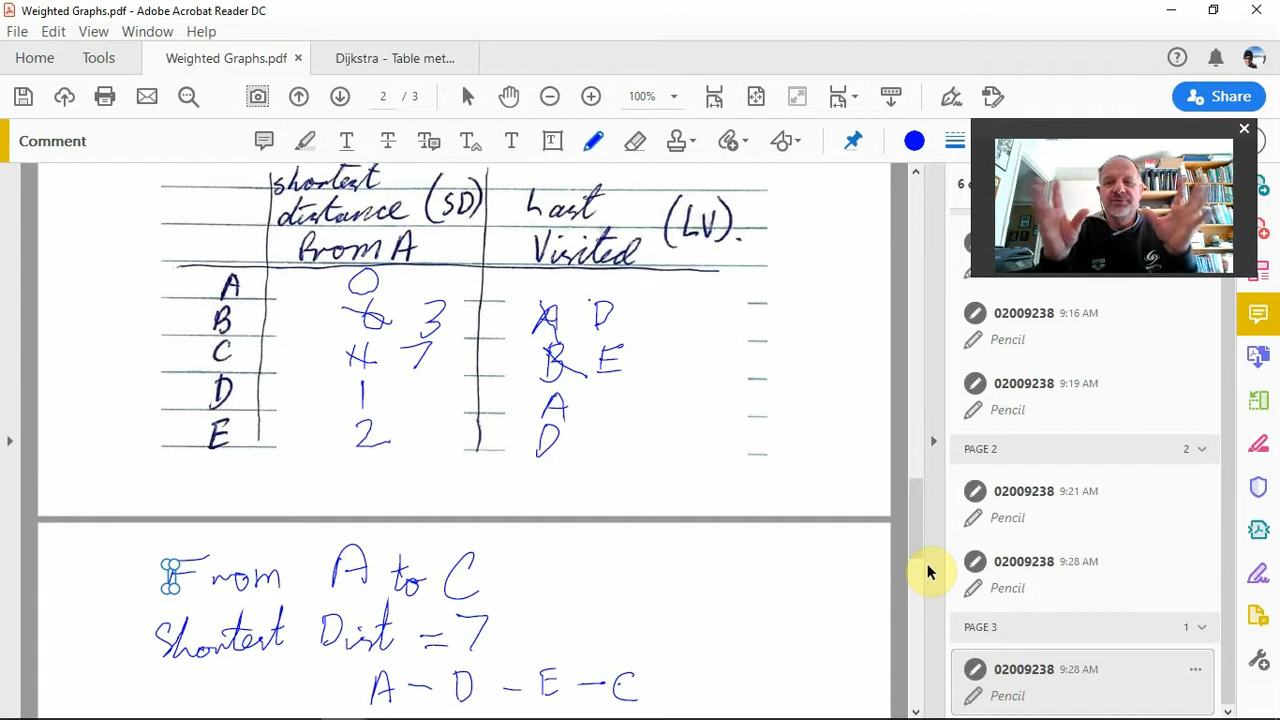 Weighted Graphs.pdf - Adobe Acrobat Reader DC
File Edit View Window Help
Home Tools Weighted Graphs.pdf × Dijkstra - Table met...
2 / 3 100% Share
Comment
shortest
distance (SD) Last
From A Visited (LV).
A 0
B 6 3 A D
C 7 B E
D 1 A
E 2 D
From A to C
Shortest Dist = 7
A - D - E - C
6 c
02009238 9:16 AM
Pencil
02009238 9:19 AM
Pencil
PAGE 2 2
02009238 9:21 AM
Pencil
02009238 9:28 AM
Pencil
PAGE 3 1
02009238 9:28 AM
Pencil